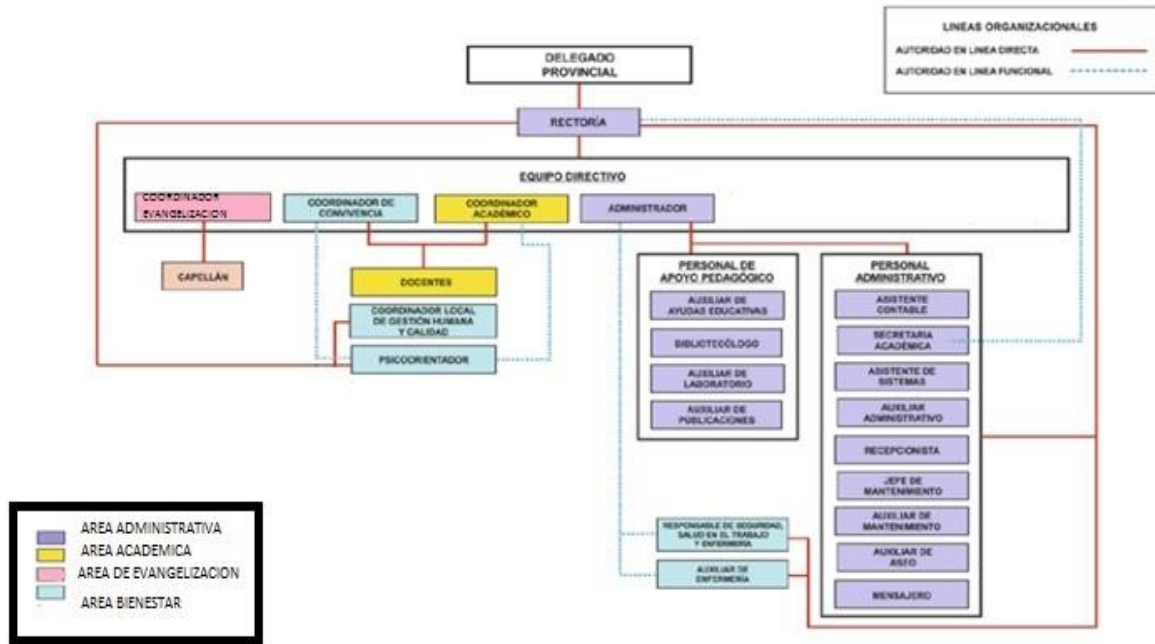 LINEAS ORGANIZACIONALES
AUTORIDAD EN LINEA DIRECTA
AUTORIDAD EN LINEA FUNCIONAL
DELEGADO
PROVINCIAL
RECTORÍA
EQUIPO DIRECTIVO
COORDINADOR
EVANGELIZACION
COORDINADOR DE
CONVIVENCIA
COORDINADOR
ACADÉMICO
ADMINISTRADOR
CAPELLÁN
DOCENTES
COORDINADOR LOCAL
DE GESTIÓN HUMANA
Y CALIDAD
PSICOORIENTADOR
PERSONAL DE
APOYO PEDAGÓGICO
AUXILIAR DE
AYUDAS EDUCATIVAS
BIBLIOTECÓLOGO
AUXILIAR DE
LABORATORIO
AUXILIAR DE
PUBLICACIONES
PERSONAL
ADMINISTRATIVO
ASISTENTE
CONTABLE
SECRETARIA
ACADÉMICA
ASISTENTE DE
SISTEMAS
AUXILIAR
ADMINISTRATIVO
RECEPCIONISTA
JEFE DE
MANTENIMIENTO
AUXILIAR DE
MANTENIMIENTO
AUXILIAR DE
ASEO
MENSAJERO
RESPONSABLE DE SEGURIDAD,
SALUD EN EL TRABAJO
Y ENFERMERÍA
AUXILIAR DE
ENFERMERÍA
AREA ADMINISTRATIVA
AREA ACADEMICA
AREA DE EVANGELIZACION
AREA BIENESTAR